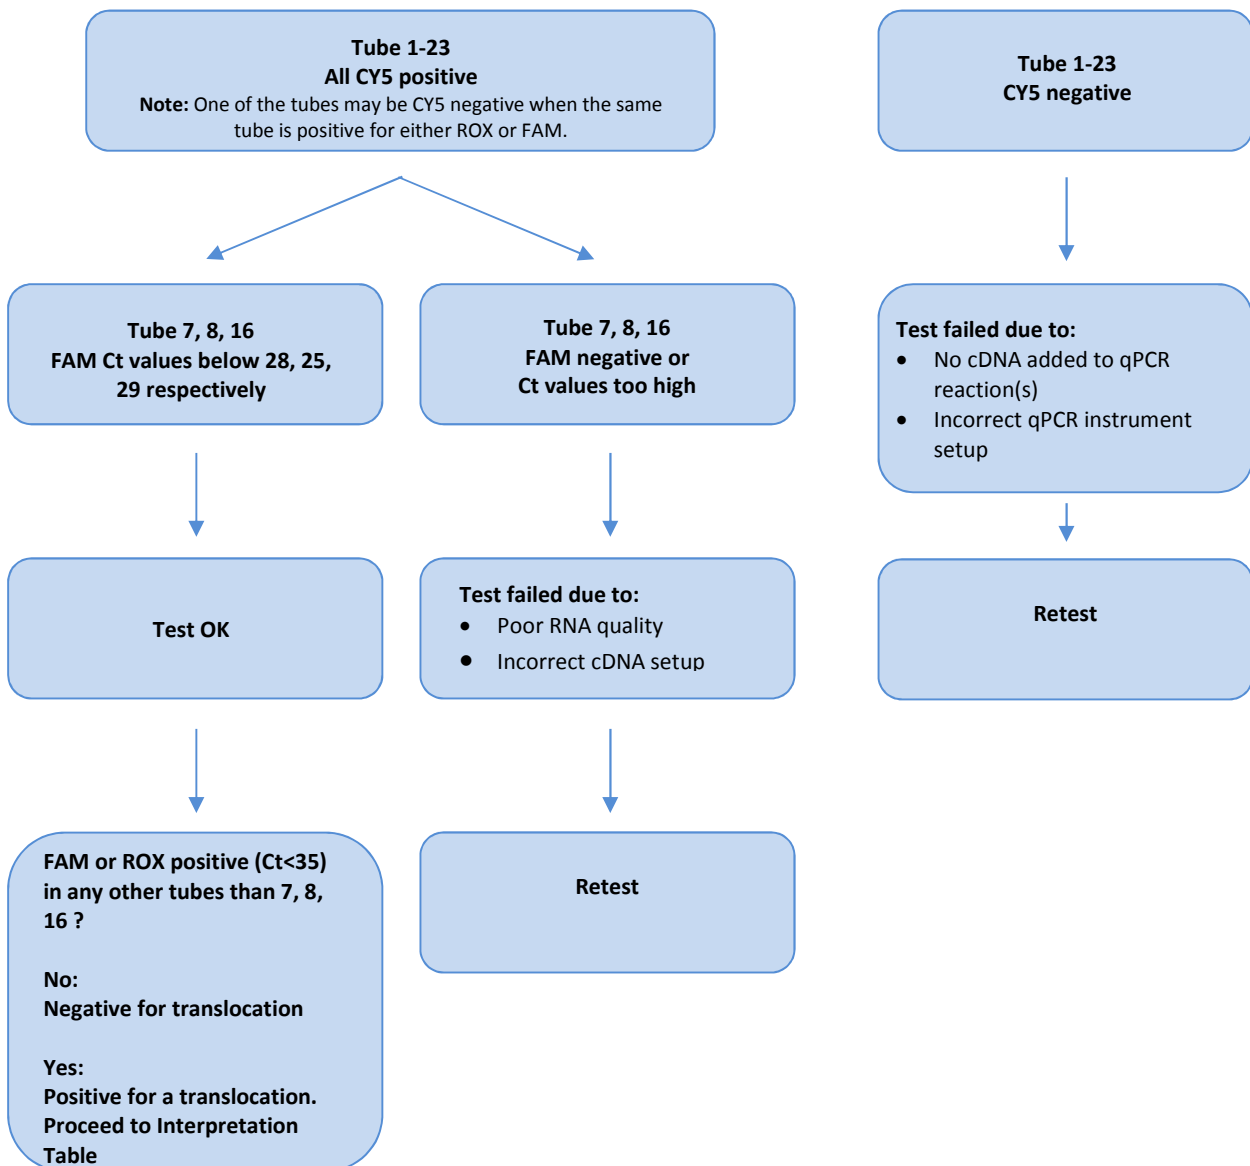 Tube 1-23
All CY5 positive
Note: One of the tubes may be CY5 negative when the same
tube is positive for either ROX or FAM.
Tube 1-23
CY5 negative
Tube 7, 8, 16
FAM Ct values below 28, 25,
29 respectively
Tube 7, 8, 16
FAM negative or
Ct values too high
Test failed due to:
• No cDNA added to qPCR
reaction(s)
• Incorrect qPCR instrument
setup
Test OK
Test failed due to:
• Poor RNA quality
• Incorrect cDNA setup
Retest
FAM or ROX positive (Ct<35)
in any other tubes than 7, 8,
16 ?
No:
Negative for translocation
Yes:
Positive for a translocation.
Proceed to Interpretation
Table
Retest